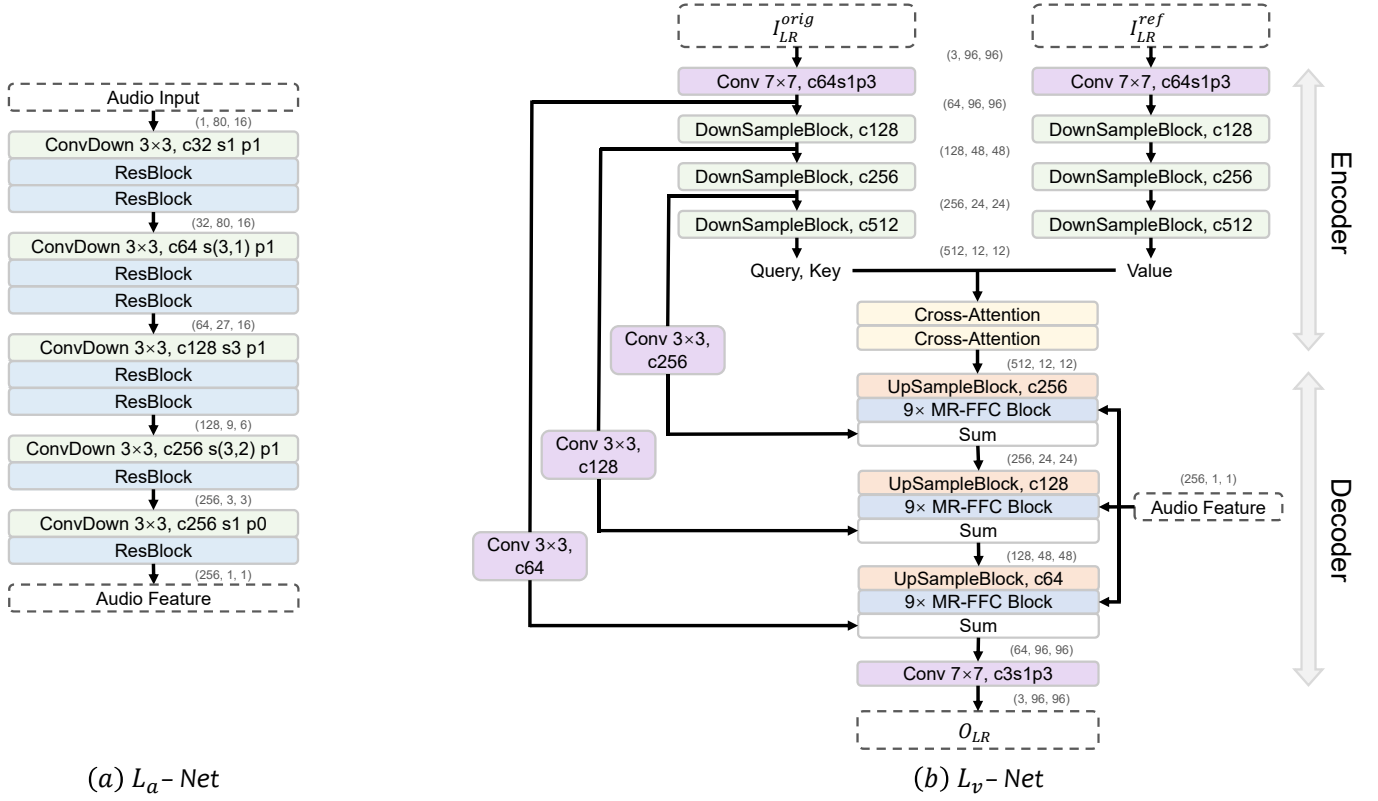 Audio Input
(1, 80, 16)
ConvDown 3×3, c32 s1 p1
ResBlock
ResBlock
(32, 80, 16)
ConvDown 3×3, c64 s(3,1) p1
ResBlock
ResBlock
(64, 27, 16)
ConvDown 3×3, c128 s3 p1
ResBlock
ResBlock
(128, 9, 6)
ConvDown 3×3, c256 s(3,2) p1
ResBlock
(256, 3, 3)
ConvDown 3×3, c256 s1 p0
ResBlock
(256, 1, 1)
Audio Feature
(a) Lₐ– Net
I_{LR}^{orig}
I_{LR}^{ref}
(3, 96, 96)
Conv 7×7, c64s1p3
Conv 7×7, c64s1p3
(64, 96, 96)
DownSampleBlock, c128
DownSampleBlock, c128
(128, 48, 48)
DownSampleBlock, c256
DownSampleBlock, c256
(256, 24, 24)
DownSampleBlock, c512
DownSampleBlock, c512
(512, 12, 12)
Query, Key
Value
Cross-Attention
Cross-Attention
(512, 12, 12)
Conv 3×3,
c256
UpSampleBlock, c256
9× MR-FFC Block
Sum
(256, 24, 24)
Conv 3×3,
c128
UpSampleBlock, c128
9× MR-FFC Block
Sum
(128, 48, 48)
(256, 1, 1)
Audio Feature
Conv 3×3,
c64
UpSampleBlock, c64
9× MR-FFC Block
Sum
(64, 96, 96)
Conv 7×7, c3s1p3
(3, 96, 96)
O_{LR}
Encoder
Decoder
(b) Lᵥ– Net